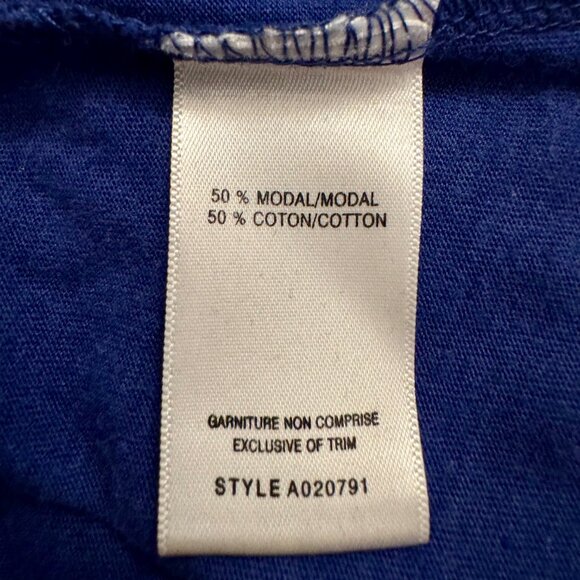 50 % MODAL/MODAL
50 % COTON/COTTON
GARNITURE NON COMPRISE
EXCLUSIVE OF TRIM
STYLE A020791